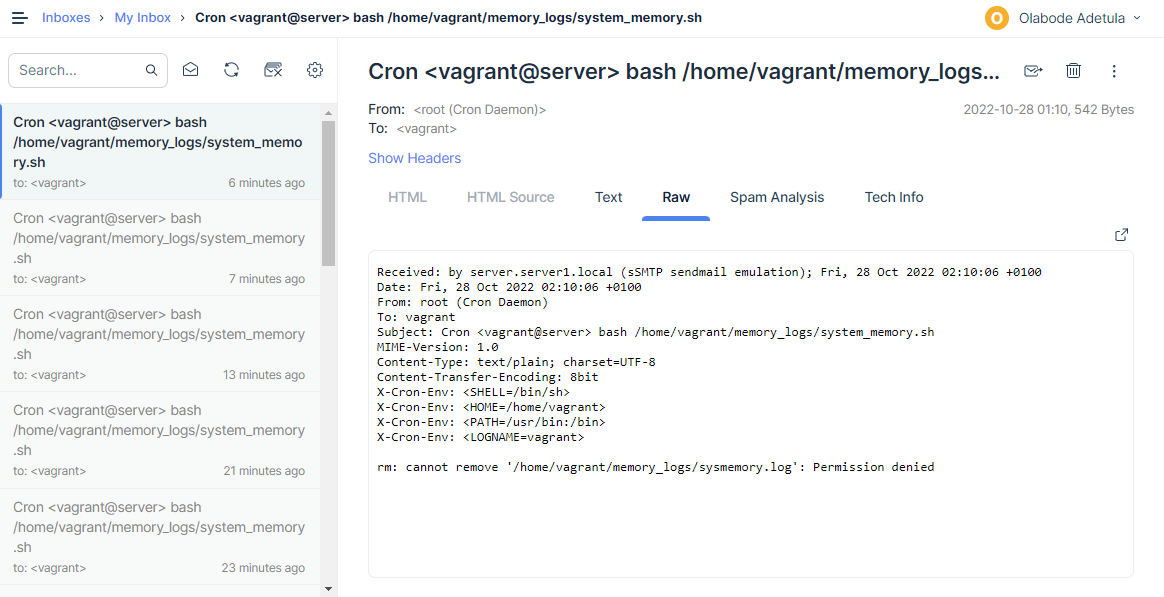 Inboxes › My Inbox › Cron <vagrant@server> bash /home/vagrant/memory_logs/system_memory.sh
O Olabode Adetula
Search...
Cron <vagrant@server> bash
/home/vagrant/memory_logs/system_memo
ry.sh
to: <vagrant> 6 minutes ago
Cron <vagrant@server> bash
/home/vagrant/memory_logs/system_memory
.sh
to: <vagrant> 7 minutes ago
Cron <vagrant@server> bash
/home/vagrant/memory_logs/system_memory
.sh
to: <vagrant> 13 minutes ago
Cron <vagrant@server> bash
/home/vagrant/memory_logs/system_memory
.sh
to: <vagrant> 21 minutes ago
Cron <vagrant@server> bash
/home/vagrant/memory_logs/system_memory
.sh
to: <vagrant> 23 minutes ago
Cron <vagrant@server> bash /home/vagrant/memory_logs...
From: <root (Cron Daemon)> 2022-10-28 01:10, 542 Bytes
To: <vagrant>
Show Headers
HTML HTML Source Text Raw Spam Analysis Tech Info
Received: by server.server1.local (sSMTP sendmail emulation); Fri, 28 Oct 2022 02:10:06 +0100
Date: Fri, 28 Oct 2022 02:10:06 +0100
From: root (Cron Daemon)
To: vagrant
Subject: Cron <vagrant@server> bash /home/vagrant/memory_logs/system_memory.sh
MIME-Version: 1.0
Content-Type: text/plain; charset=UTF-8
Content-Transfer-Encoding: 8bit
X-Cron-Env: <SHELL=/bin/sh>
X-Cron-Env: <HOME=/home/vagrant>
X-Cron-Env: <PATH=/usr/bin:/bin>
X-Cron-Env: <LOGNAME=vagrant>
rm: cannot remove '/home/vagrant/memory_logs/sysmemory.log': Permission denied